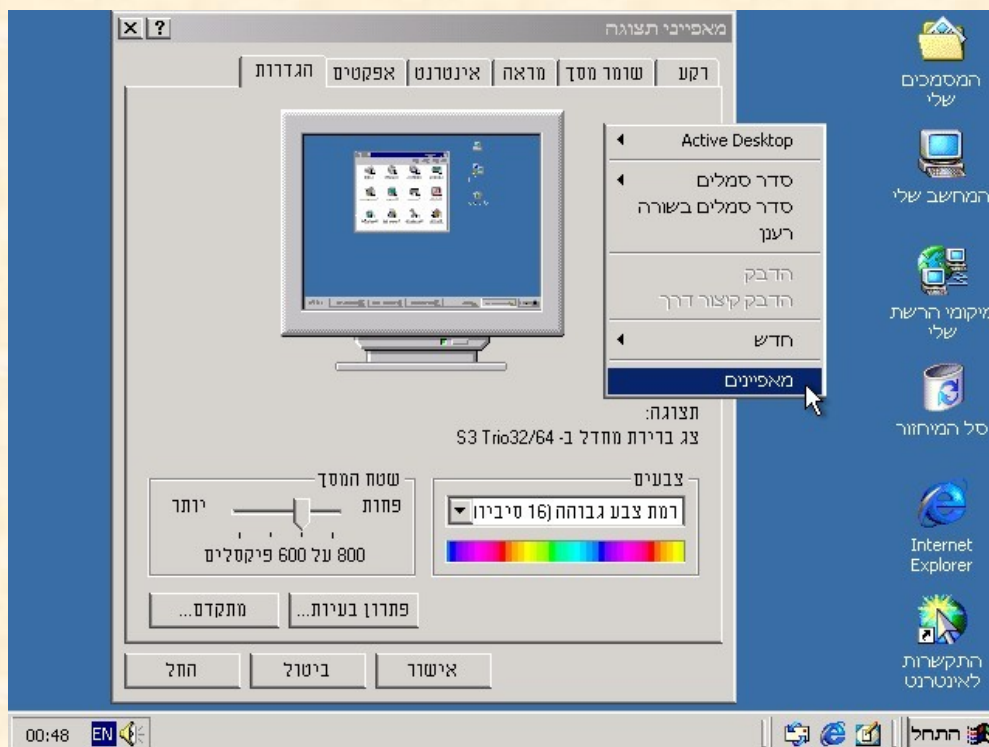 מאפייני תצוגה
רקע
שומר מסך
מראה
אינטרנט
אפקטים
הגדרות
Active Desktop
סדר סמלים
סדר סמלים בשורה
רענן
הדבק
הדבק קיצור דרך
חדש
מאפיינים
תצוגה:
צג ברירת מחדל ב- S3 Trio32/64
צבעים
רמת צבע גבוהה (16 סיביו
שטח המסך
פחות
יותר
800 על 600 פיקסלים
פתרון בעיות...
מתקדם...
אישור
ביטול
החל
המסמכים
שלי
המחשב שלי
מיקומי הרשת
שלי
סל המיחזור
Internet
Explorer
התקשרות
לאינטרנט
התחל
EN
00:48